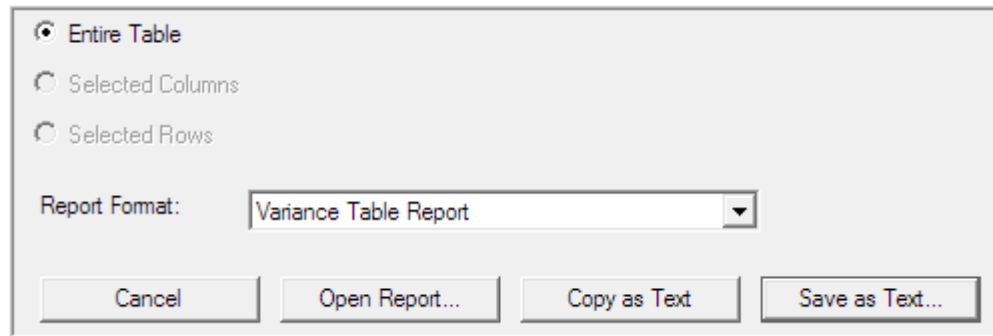 Entire Table
Selected Columns
Selected Rows
Report Format: Variance Table Report
Cancel Open Report... Copy as Text Save as Text...